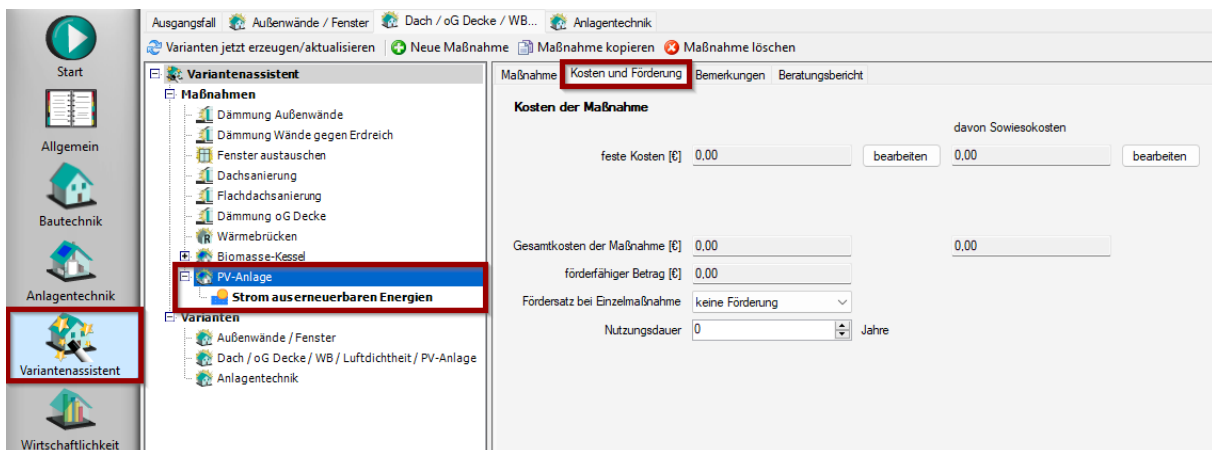 Ausgangsfall Außenwände / Fenster Dach / oG Decke / WB... Anlagentechnik
Varianten jetzt erzeugen/aktualisieren Neue Maßnahme Maßnahme kopieren Maßnahme löschen
Start
Allgemein
Bautechnik
Anlagentechnik
Variantenassistent
Wirtschaftlichkeit
Variantenassistent
Maßnahmen
Dämmung Außenwände
Dämmung Wände gegen Erdreich
Fenster austauschen
Dachsanierung
Flachdachsanierung
Dämmung oG Decke
Wärmebrücken
Biomasse-Kessel
PV-Anlage
Strom aus erneuerbaren Energien
Varianten
Außenwände / Fenster
Dach / oG Decke / WB / Luftdichtheit / PV-Anlage
Anlagentechnik
Maßnahme Kosten und Förderung Bemerkungen Beratungsbericht
Kosten der Maßnahme
davon Sowiesokosten
feste Kosten [€] 0,00 bearbeiten 0,00 bearbeiten
Gesamtkosten der Maßnahme [€] 0,00 0,00
förderfähiger Betrag [€] 0,00
Fördersatz bei Einzelmaßnahme keine Förderung
Nutzungsdauer 0 Jahre